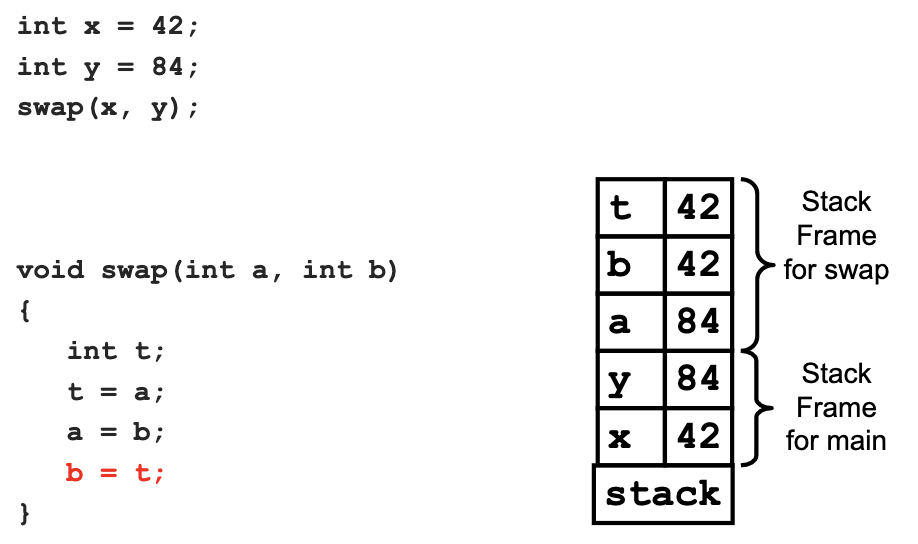 int x = 42;
int y = 84;
swap(x, y);
void swap(int a, int b)
{
int t;
t = a;
a = b;
b = t;
}
t 42
b 42
a 84
y 84
x 42
stack
Stack
Frame
for swap
Stack
Frame
for main